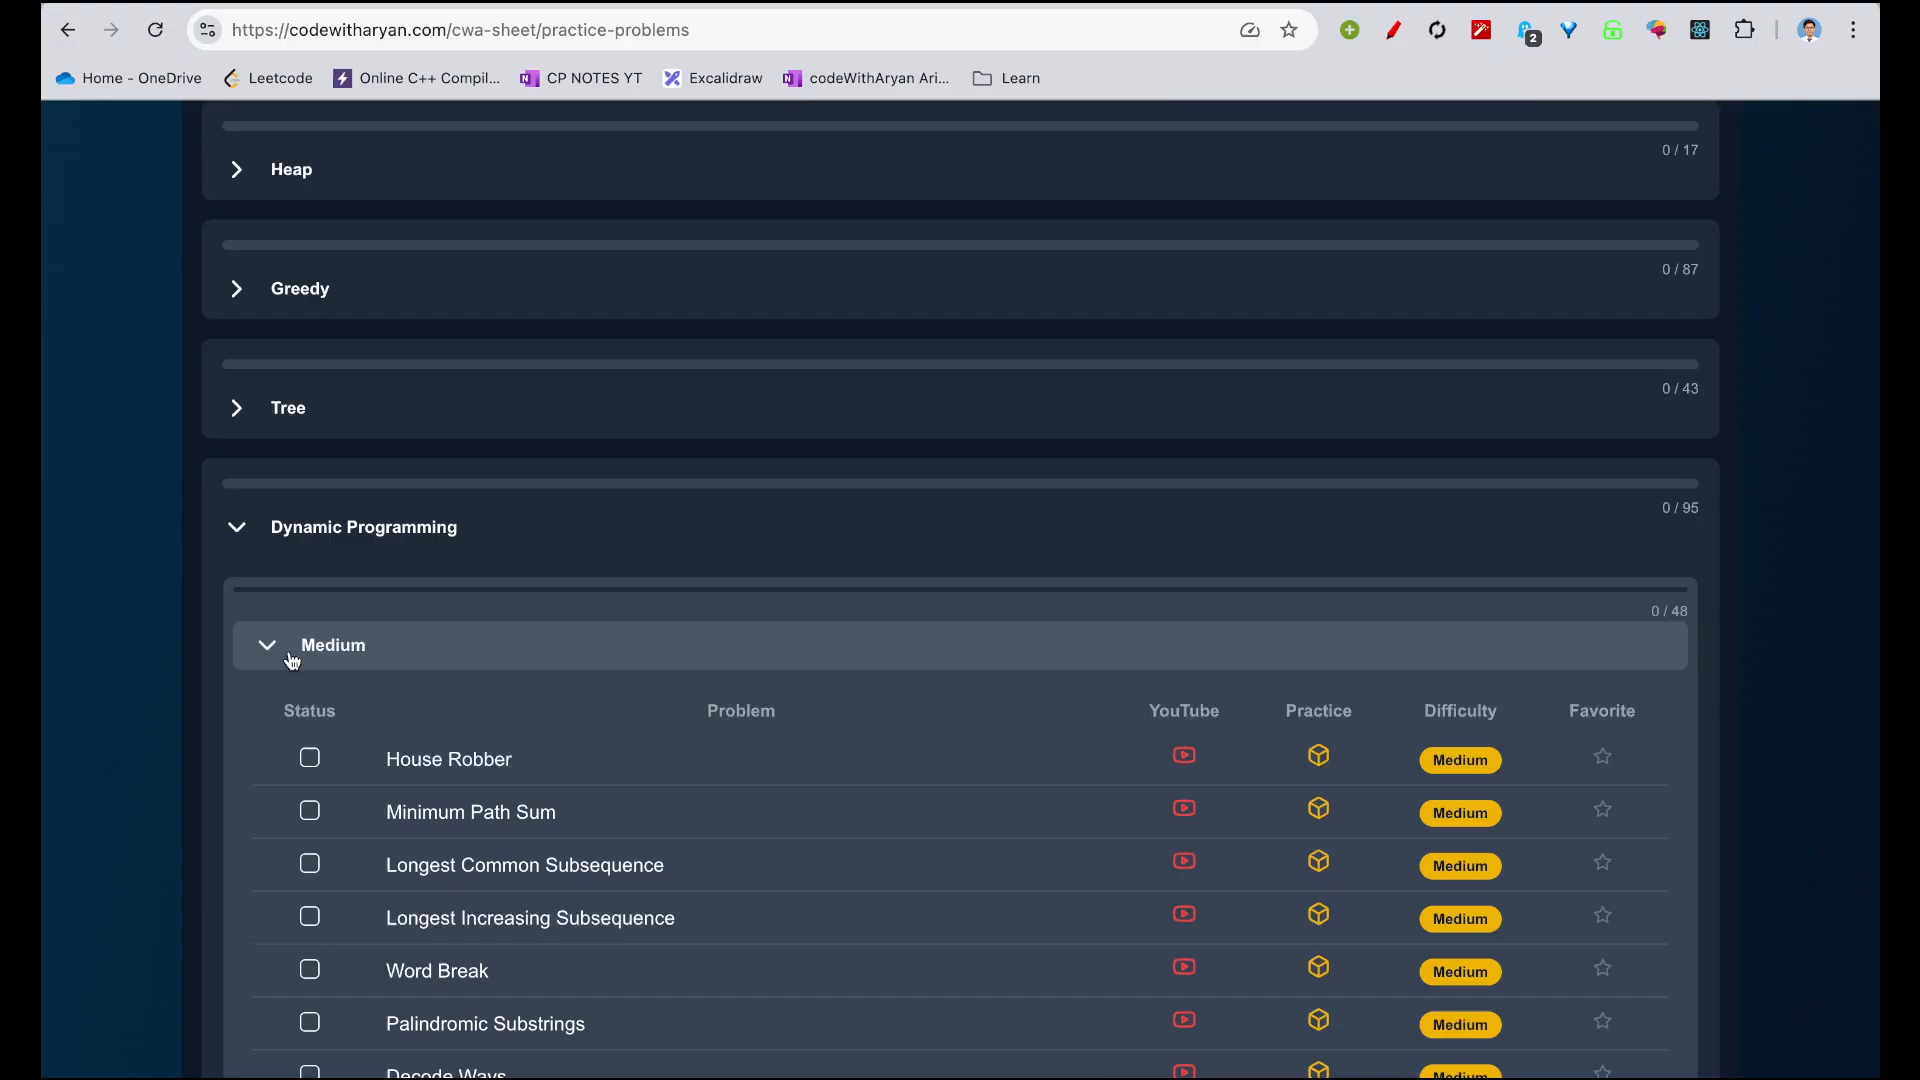 https://codewitharyan.com/cwa-sheet/practice-problems
2
Home - OneDrive Leetcode Online C++ Compil... CP NOTES YT Excalidraw codeWithAryan Ari... Learn
0 / 17
Heap
0 / 87
Greedy
0 / 43
Tree
0 / 95
Dynamic Programming
0 / 48
Medium
Status Problem YouTube Practice Difficulty Favorite
House Robber Medium
Minimum Path Sum Medium
Longest Common Subsequence Medium
Longest Increasing Subsequence Medium
Word Break Medium
Palindromic Substrings Medium
Decode Ways Medium